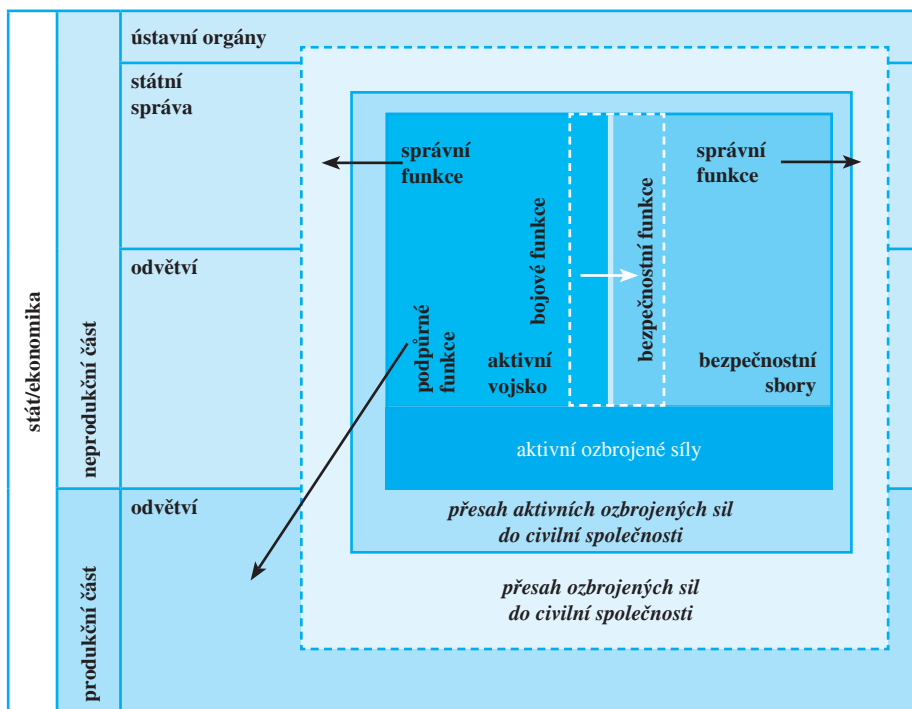 stát/ekonomika
neprodukční část
produkční část
ústavní orgány
státní
správa
odvětví
odvětví
správní
funkce
správní
funkce
bojové funkce
bezpečnostní funkce
podpůrné
funkce
aktivní
vojsko
bezpečnostní
sbory
aktivní ozbrojené síly
přesah aktivních ozbrojených sil
do civilní společnosti
přesah ozbrojených sil
do civilní společnosti